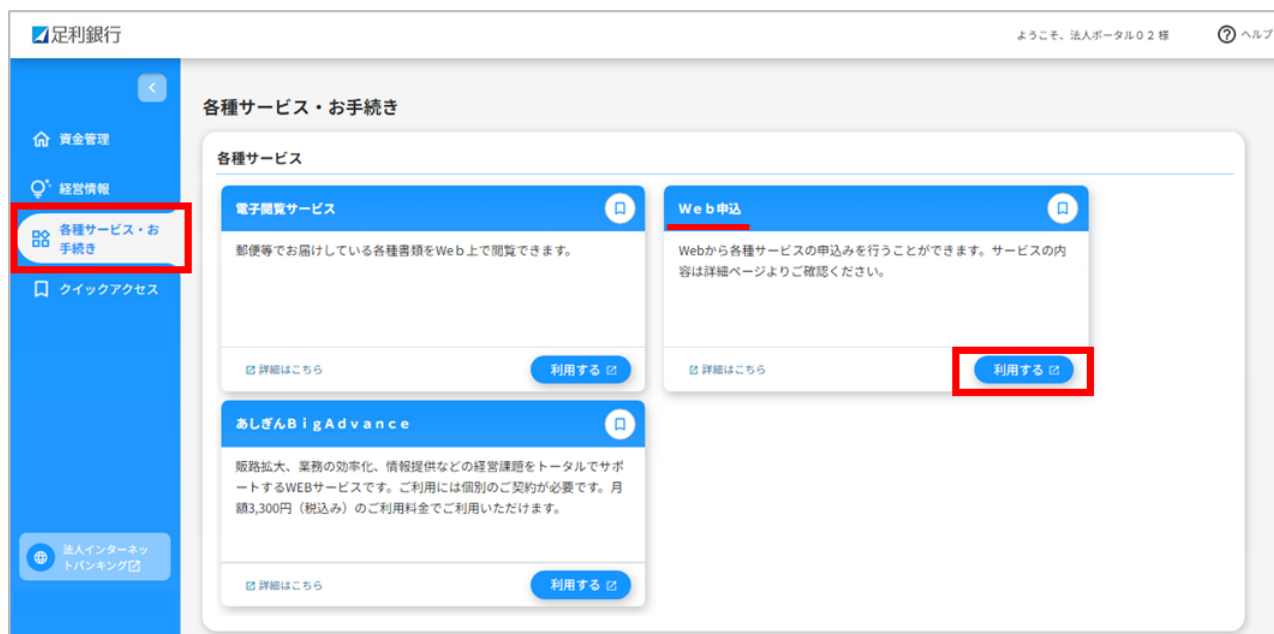 足利銀行
ようこそ、法人ポータル０２様
ヘルプ
資金管理
経営情報
各種サービス・お
手続き
クイックアクセス
法人インターネッ
トバンキング
各種サービス・お手続き
各種サービス
電子閲覧サービス
郵便等でお届けしている各種書類をWeｂ上で閲覧できます。
詳細はこちら
利用する
Ｗｅｂ申込
Webから各種サービスの申込みを行うことができます。サービスの内
容は詳細ページよりご確認ください。
詳細はこちら
利用する
あしぎんＢｉｇＡｄｖａｎｃｅ
販路拡大、業務の効率化、情報提供などの経営課題をトータルでサポ
ートするWEBサービスです。ご利用には個別のご契約が必要です。月
額3,300円（税込み）のご利用料金でご利用いただけます。
詳細はこちら
利用する